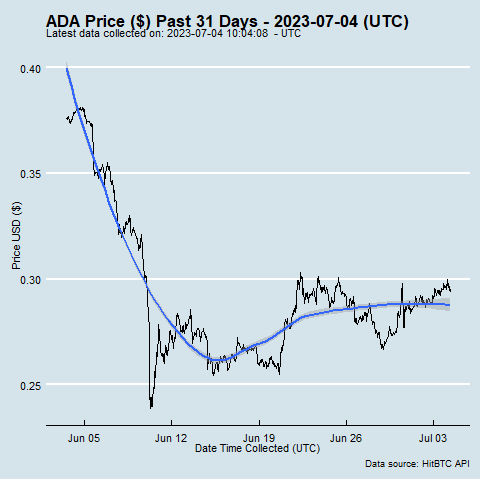 ADA Price ($) Past 31 Days - 2023-07-04 (UTC)
Latest data collected on: 2023-07-04 10:04:08 - UTC
0.40
0.35
0.30
0.25
Price USD ($)
Jun 05
Jun 12
Jun 19
Jun 26
Jul 03
Date Time Collected (UTC)
Data source: HitBTC API